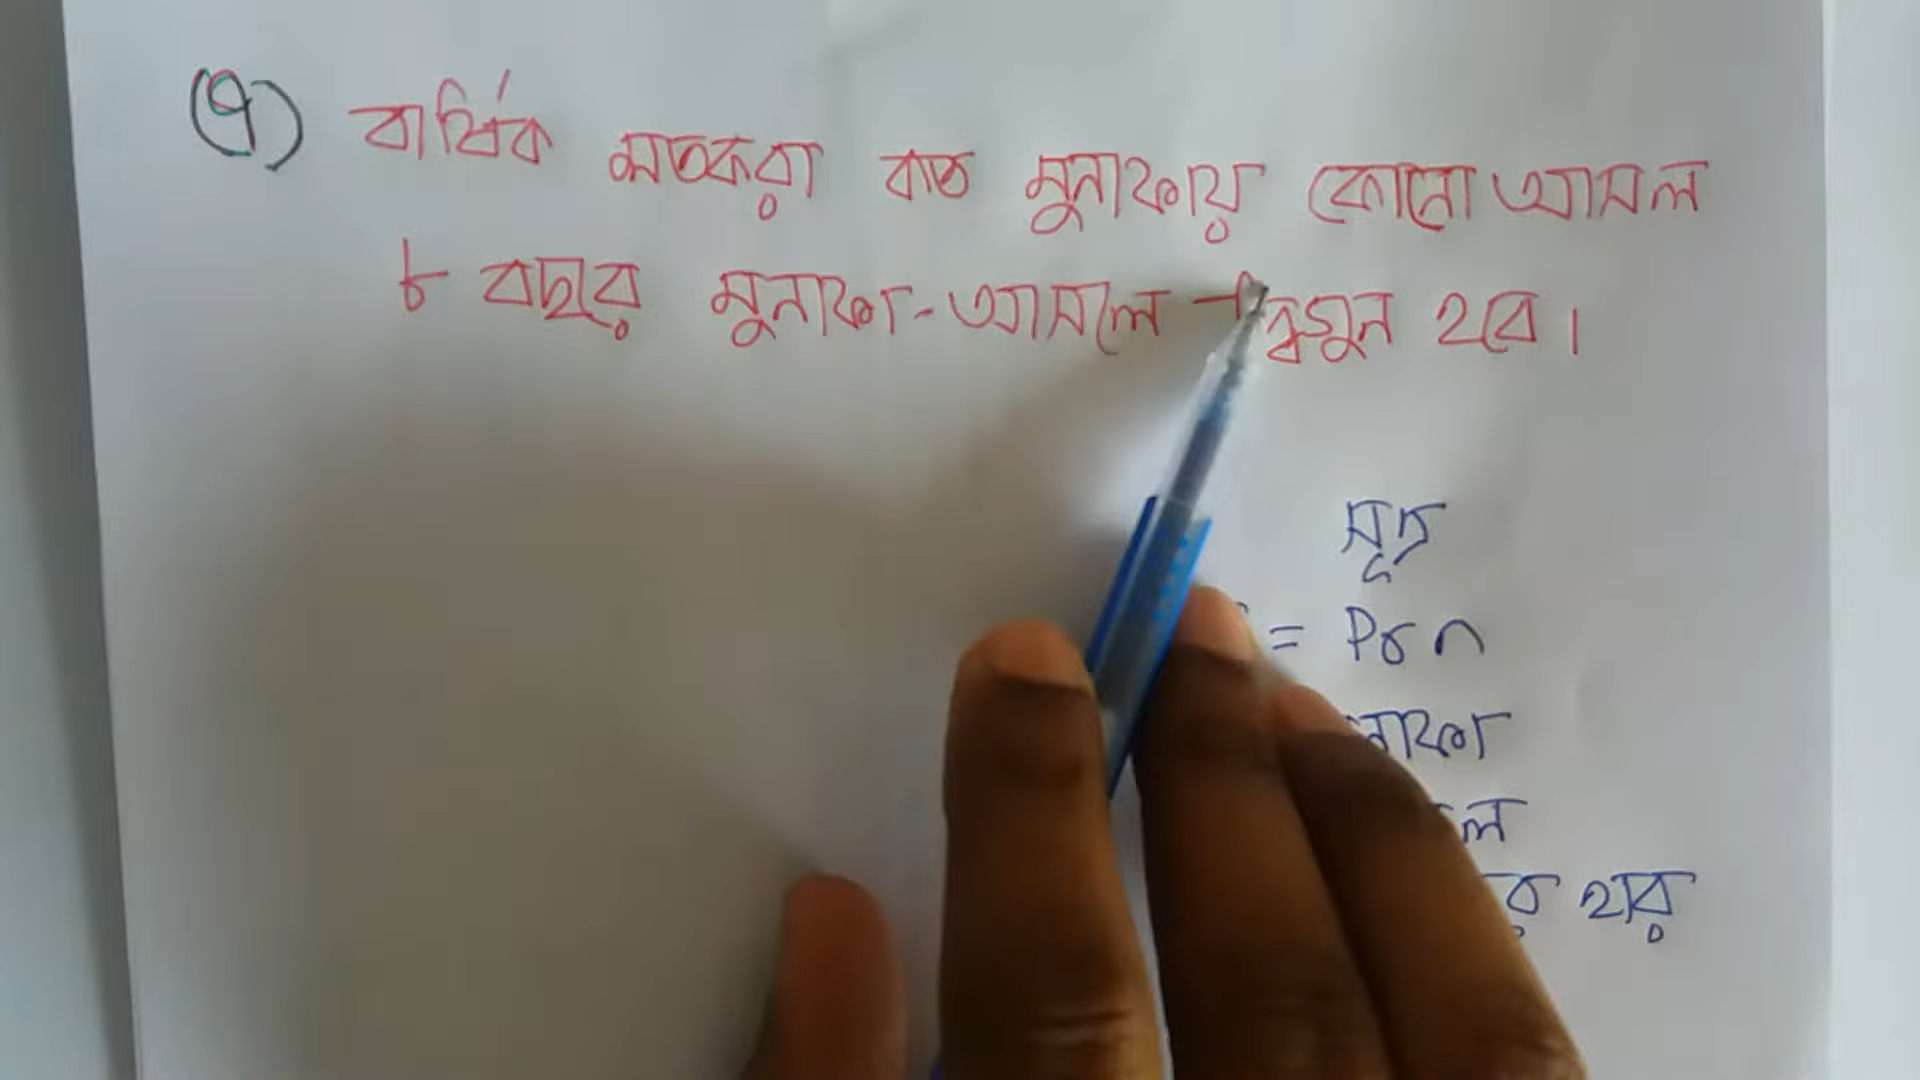 (৭) বার্ষিক শতকরা কত মুনাফায় কোনো আসল
৮ বছরে মুনাফা-আসলে দ্বিগুন হবে।
সূত্র
= Prn
নাফা
ল
র হার